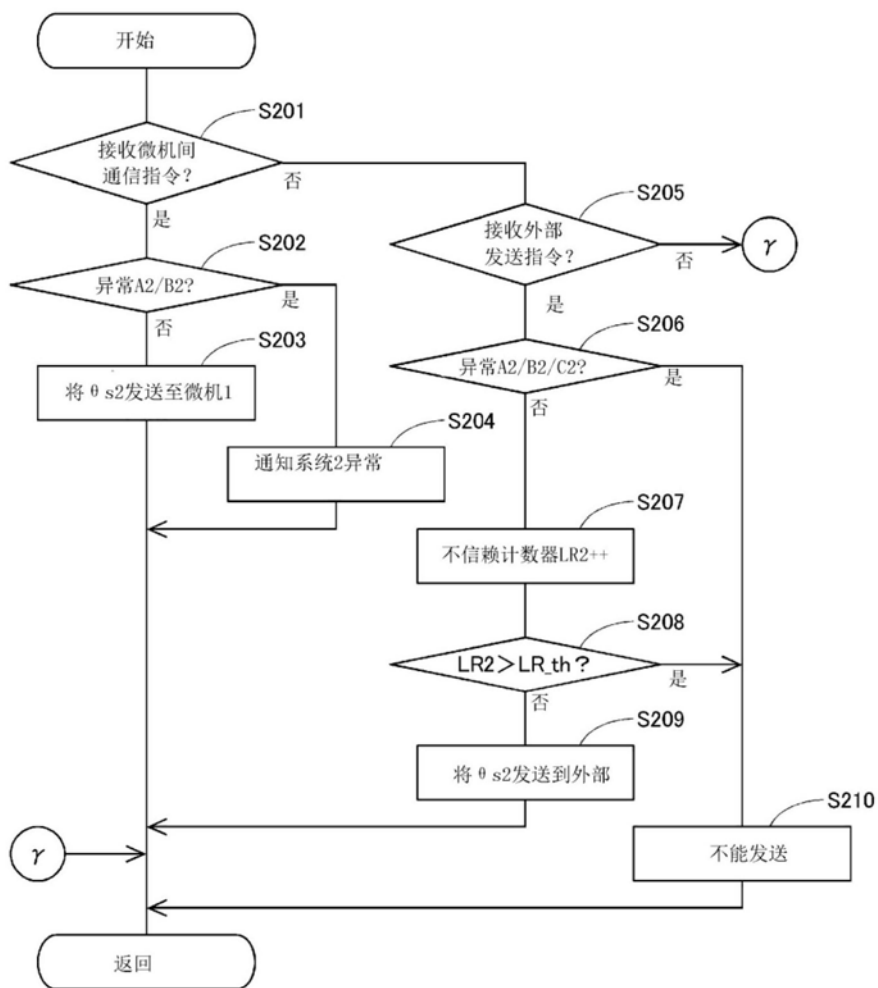 开始
S201
接收微机间
通信指令？
否
是
S202
异常A2/B2?
是
否
S203
将θs2发送至微机1
S204
通知系统2异常
S205
接收外部
发送指令？
否
γ
是
S206
异常A2/B2/C2?
是
否
S207
不信赖计数器LR2++
S208
LR2＞LR_th？
是
否
S209
将θs2发送到外部
S210
不能发送
γ
返回